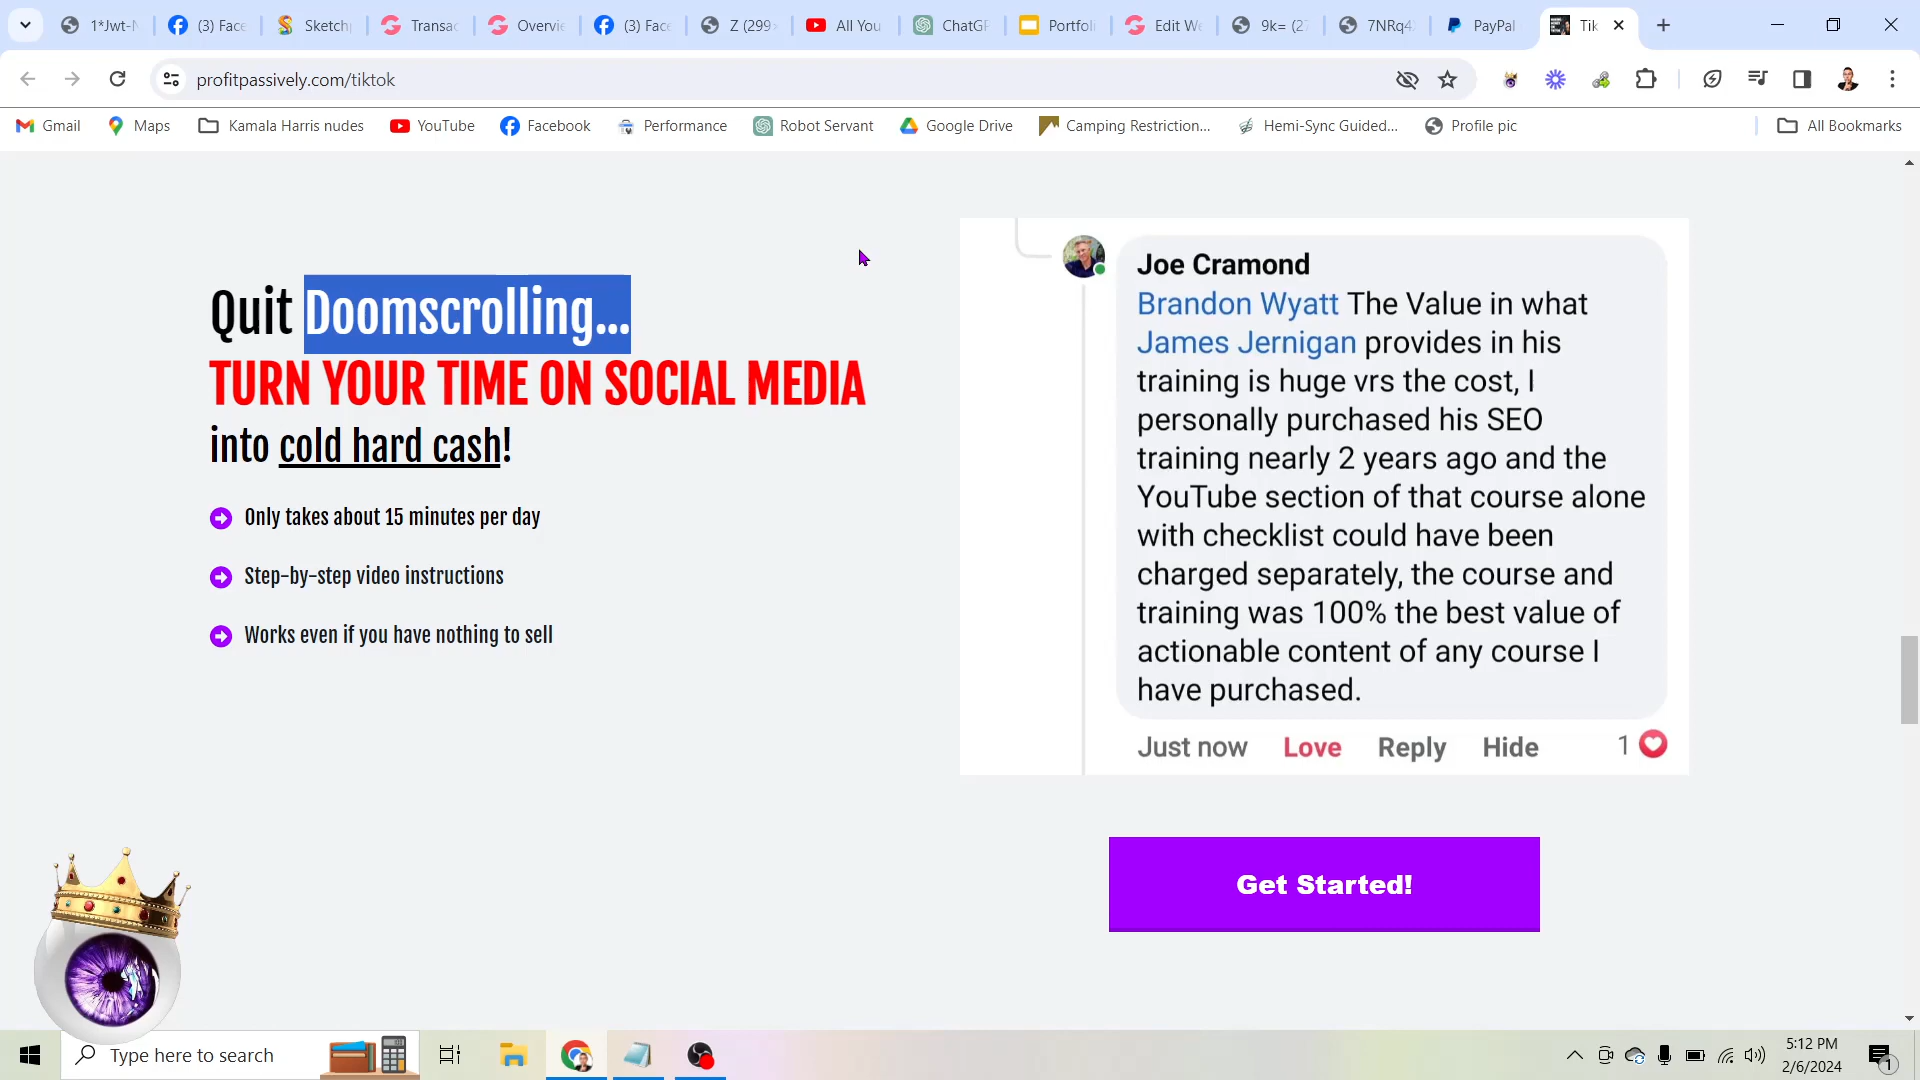 1*Jwt-N
(3) Face
Sketch
Transac
Overvie
(3) Face
Z (299×
All You
ChatGP
Portfoli
Edit We
9k= (27
7NRq4
PayPal
Tik
profitpassively.com/tiktok
Gmail
Maps
Kamala Harris nudes
YouTube
Facebook
Performance
Robot Servant
Google Drive
Camping Restriction...
Hemi-Sync Guided...
Profile pic
All Bookmarks
Quit Doomscrolling...
TURN YOUR TIME ON SOCIAL MEDIA
into cold hard cash!
Only takes about 15 minutes per day
Step-by-step video instructions
Works even if you have nothing to sell
Joe Cramond
Brandon Wyatt The Value in what
James Jernigan provides in his
training is huge vrs the cost, I
personally purchased his SEO
training nearly 2 years ago and the
YouTube section of that course alone
with checklist could have been
charged separately, the course and
training was 100% the best value of
actionable content of any course I
have purchased.
Just now Love Reply Hide 1
Get Started!
Type here to search
5:12 PM
2/6/2024
1